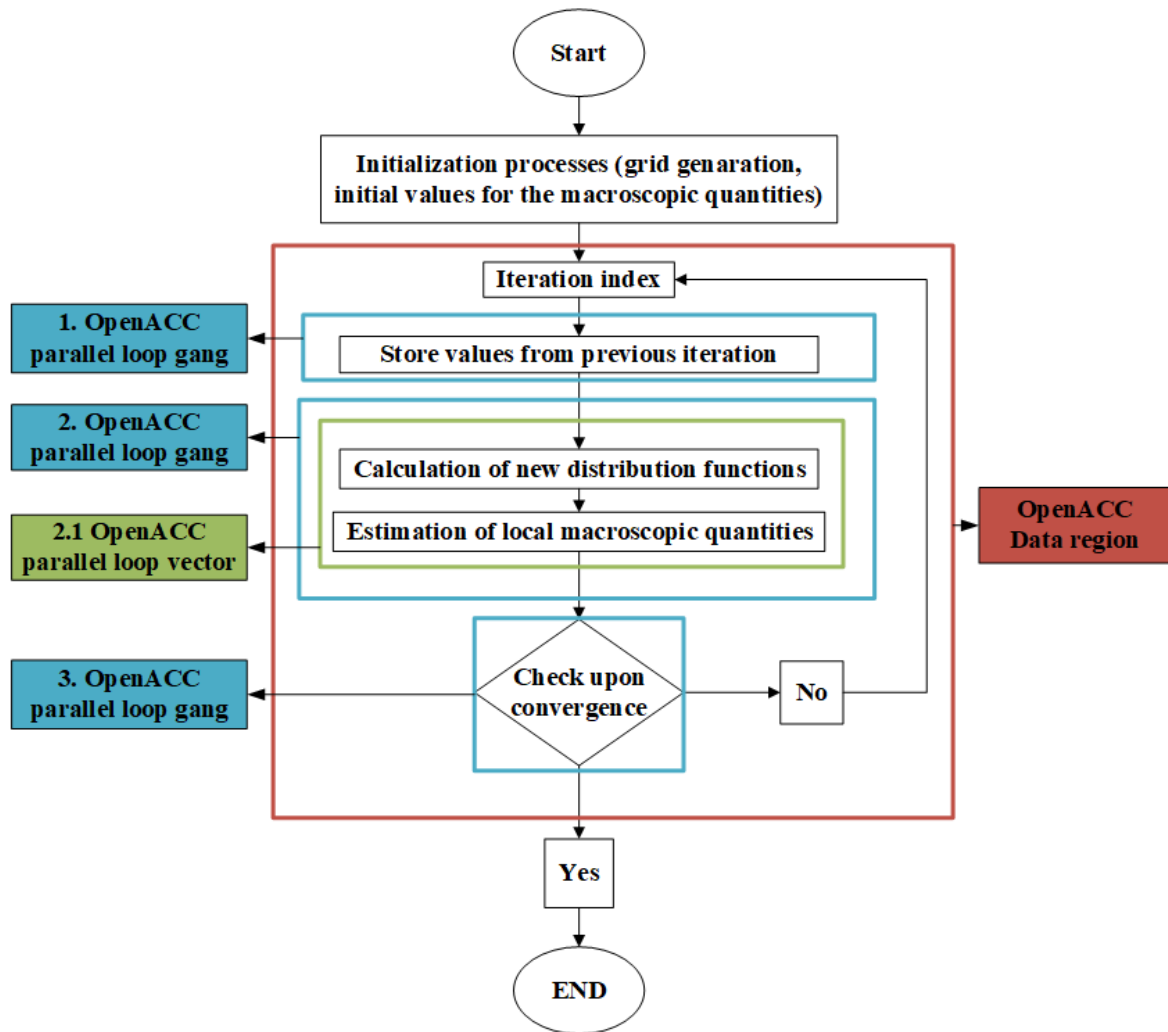 Start
Initialization processes (grid genaration,
initial values for the macroscopic quantities)
Iteration index
1. OpenACC
parallel loop gang
Store values from previous iteration
2. OpenACC
parallel loop gang
Calculation of new distribution functions
Estimation of local macroscopic quantities
2.1 OpenACC
parallel loop vector
OpenACC
Data region
3. OpenACC
parallel loop gang
Check upon
convergence
No
Yes
END